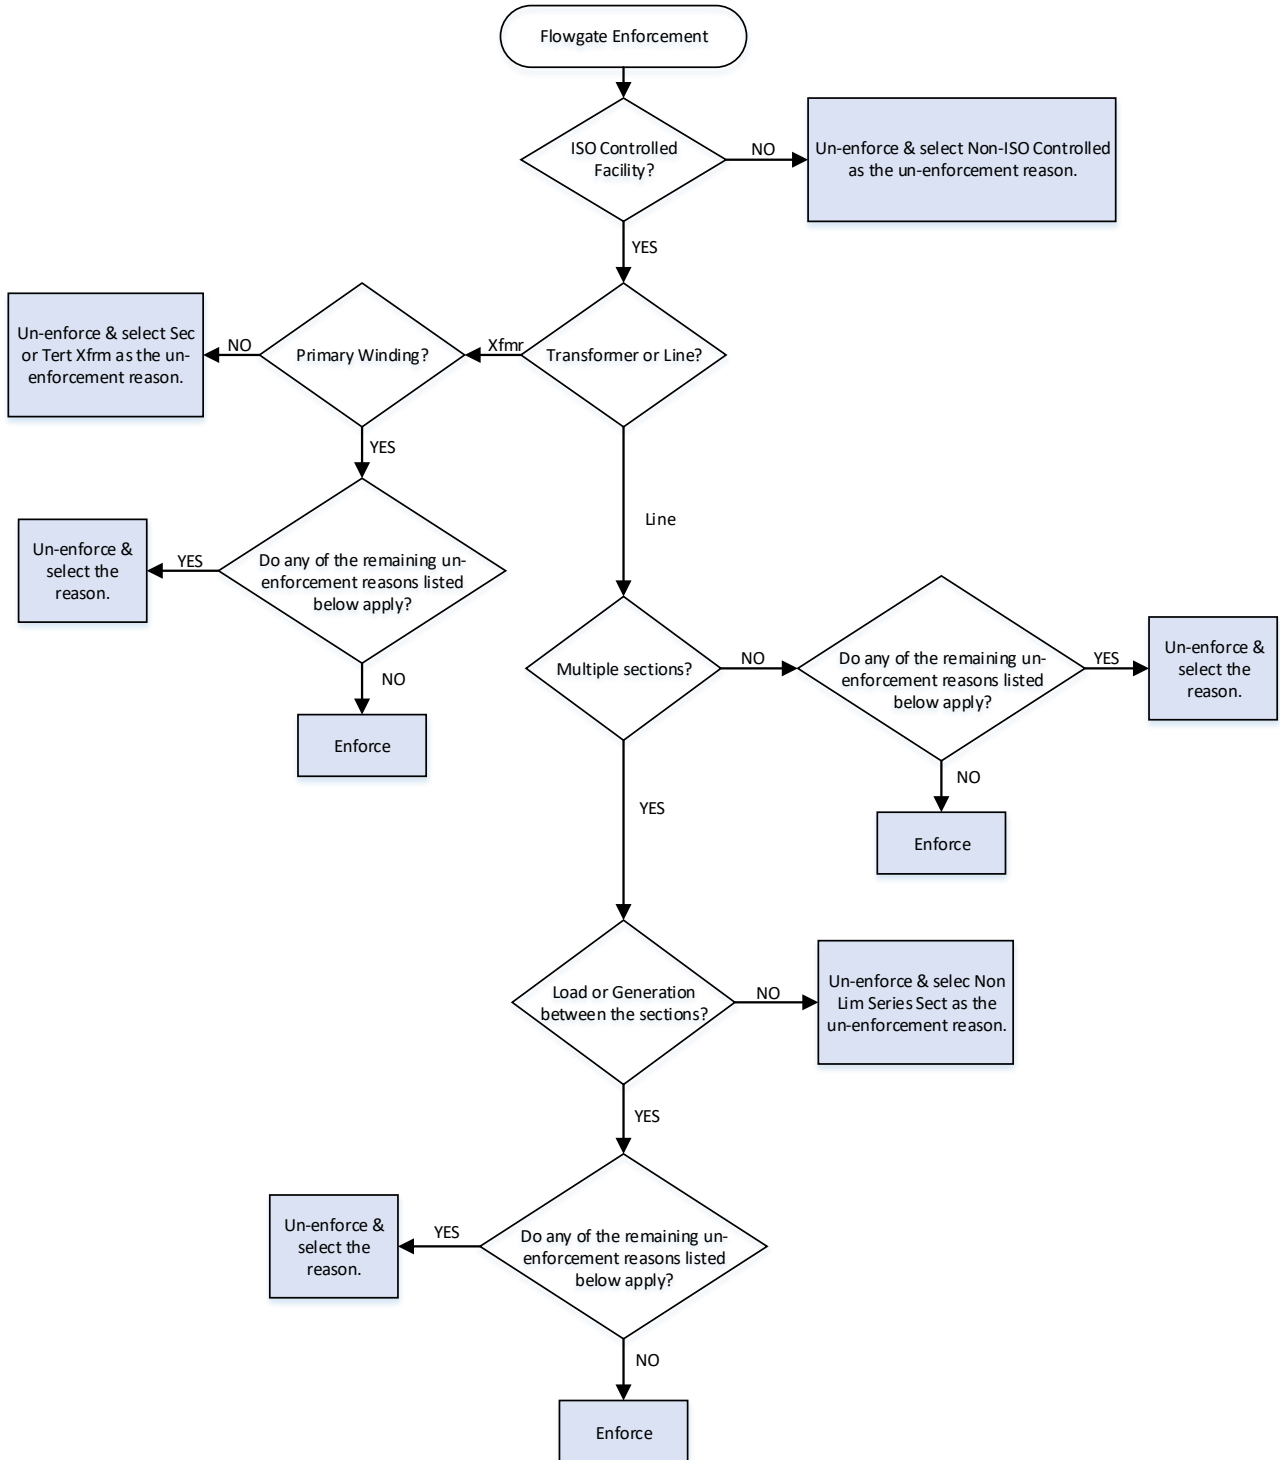 Flowgate Enforcement
ISO Controlled
Facility?
NO
Un-enforce & select Non-ISO Controlled
as the un-enforcement reason.
YES
Transformer or Line?
Xfmr
Primary Winding?
NO
Un-enforce & select Sec
or Tert Xfrm as the un-
enforcement reason.
YES
Do any of the remaining un-
enforcement reasons listed
below apply?
YES
Un-enforce &
select the
reason.
NO
Enforce
Line
Multiple sections?
NO
Do any of the remaining un-
enforcement reasons listed
below apply?
YES
Un-enforce &
select the
reason.
NO
Enforce
YES
Load or Generation
between the sections?
NO
Un-enforce & selec Non
Lim Series Sect as the
un-enforcement reason.
YES
Do any of the remaining un-
enforcement reasons listed
below apply?
YES
Un-enforce &
select the
reason.
NO
Enforce